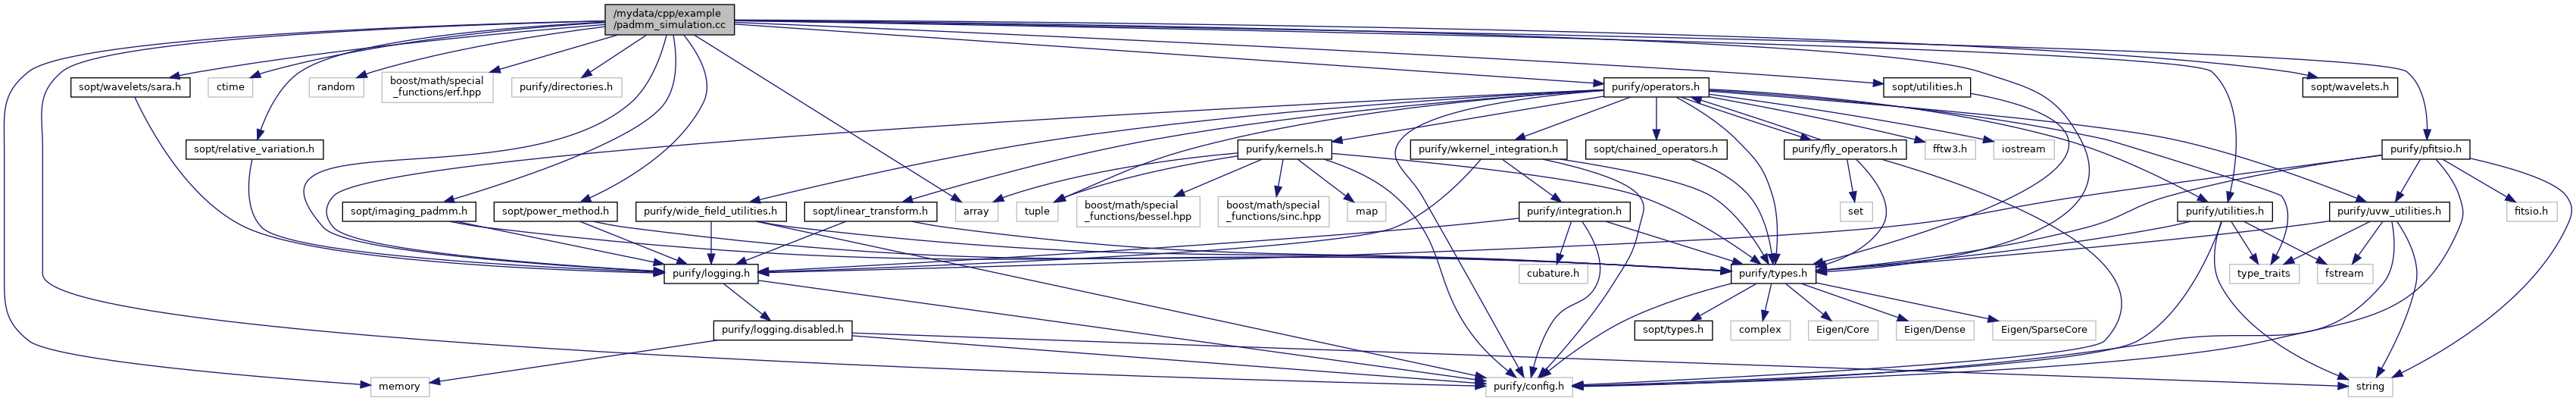 /mydata/cpp/example
/padmm_simulation.cc
sopt/wavelets/sara.h
ctime
random
boost/math/special
_functions/erf.hpp
purify/directories.h
purify/operators.h
sopt/utilities.h
sopt/wavelets.h
sopt/relative_variation.h
purify/kernels.h
purify/wkernel_integration.h
sopt/chained_operators.h
purify/fly_operators.h
fftw3.h
iostream
purify/pfitsio.h
sopt/imaging_padmm.h
sopt/power_method.h
purify/wide_field_utilities.h
sopt/linear_transform.h
array
tuple
boost/math/special
_functions/bessel.hpp
boost/math/special
_functions/sinc.hpp
map
purify/integration.h
set
purify/utilities.h
purify/uvw_utilities.h
fitsio.h
purify/logging.h
cubature.h
purify/types.h
type_traits
fstream
purify/logging.disabled.h
sopt/types.h
complex
Eigen/Core
Eigen/Dense
Eigen/SparseCore
memory
purify/config.h
string